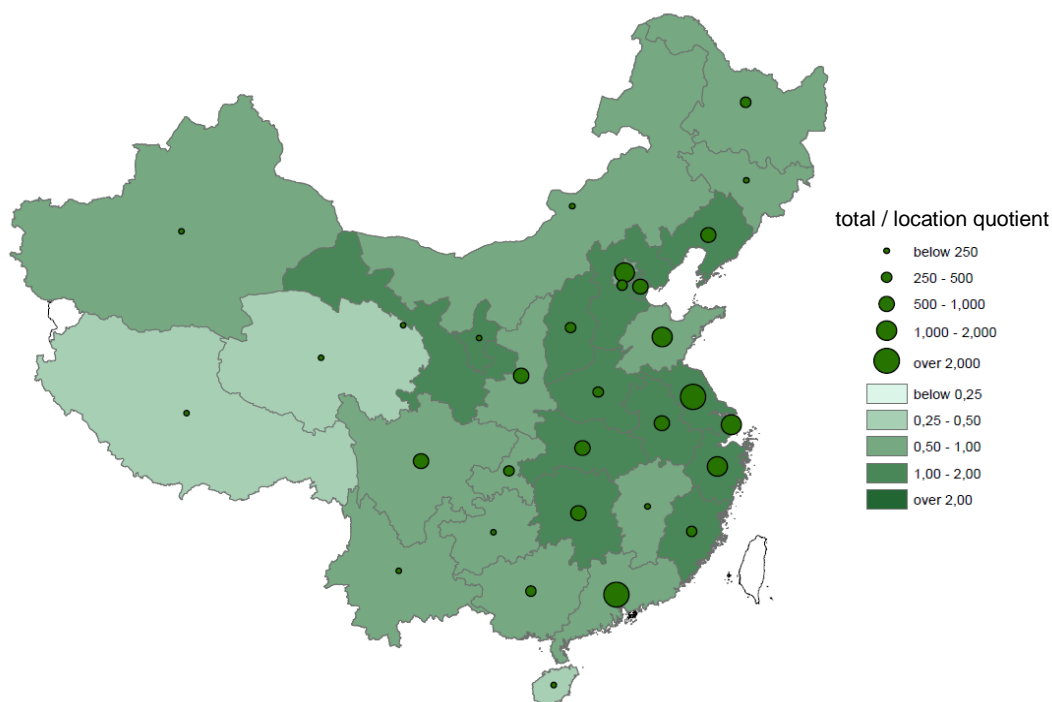 total / location quotient
below 250
250 - 500
500 - 1,000
1,000 - 2,000
over 2,000
below 0,25
0,25 - 0,50
0,50 - 1,00
1,00 - 2,00
over 2,00